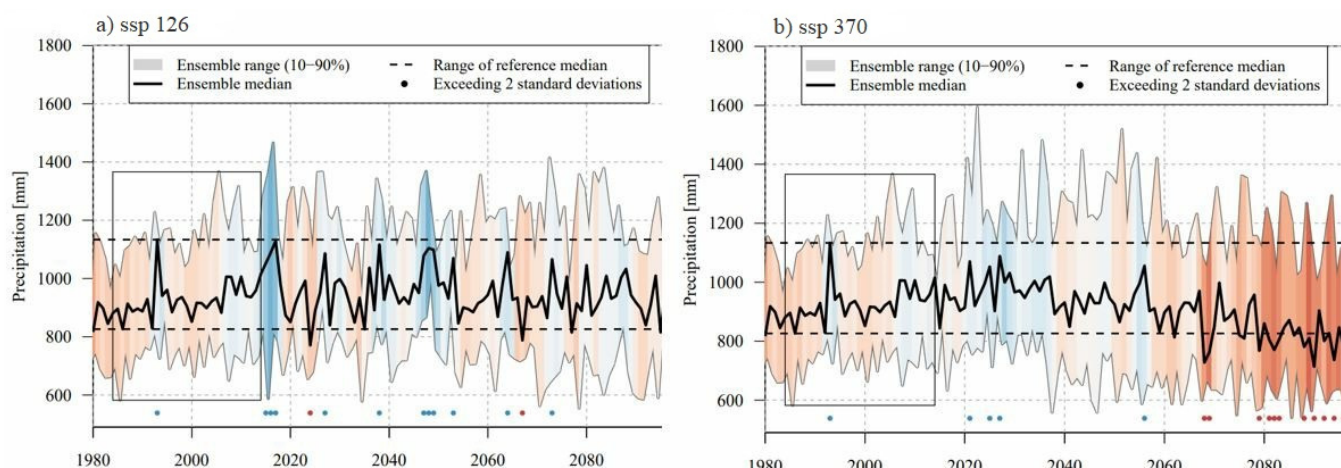 a) ssp 126
1800
1600
1400
1200
1000
800
600
Precipitation [mm]
Ensemble range (10−90%)
Ensemble median
Range of reference median
Exceeding 2 standard deviations
1980
2000
2020
2040
2060
2080
b) ssp 370
1800
1600
1400
1200
1000
800
600
Precipitation [mm]
Ensemble range (10−90%)
Ensemble median
Range of reference median
Exceeding 2 standard deviations
1980
2000
2020
2040
2060
2080